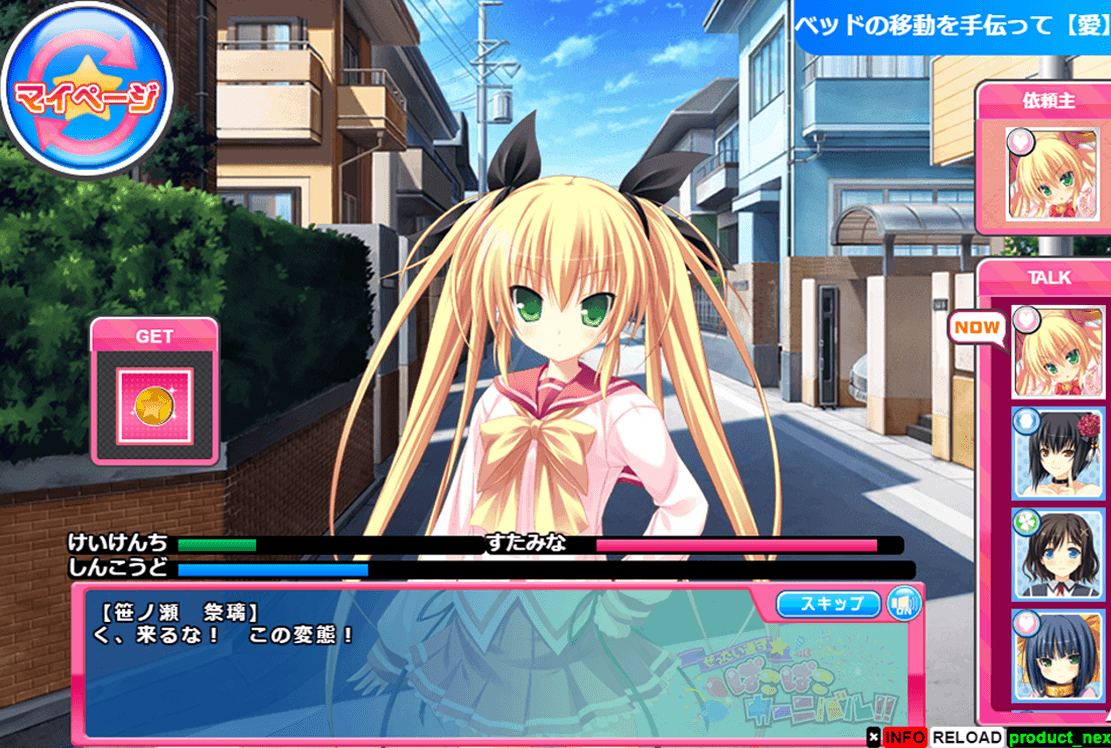 マイページ
ベッドの移動を手伝って【愛】
依頼主
TALK
NOW
GET
けいけんち
すたみな
しんこうど
【笹ノ瀬　祭璃】
く、来るな！　この変態！
スキップ
ON
ぜったい遵守★
ぱこぱこ
カーニバル!!
× INFO RELOAD product_nex